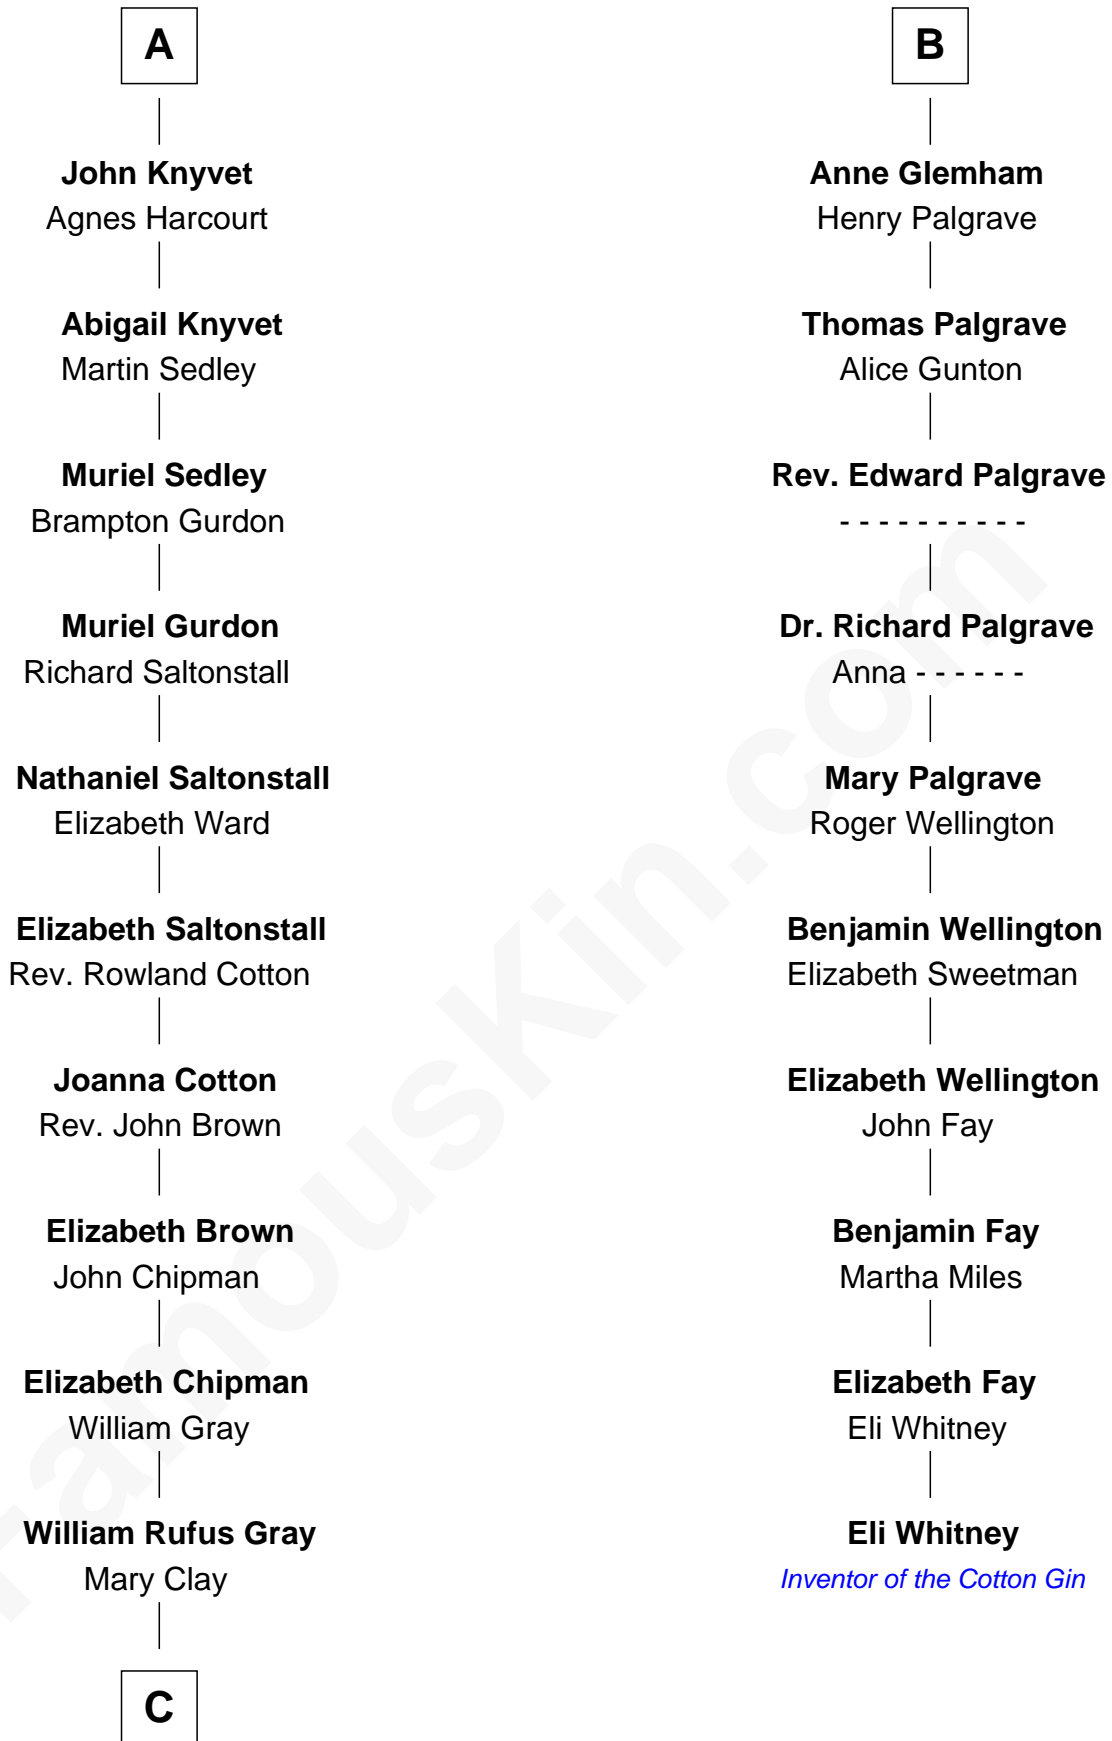 A
John Knyvet
Agnes Harcourt
Abigail Knyvet
Martin Sedley
Muriel Sedley
Brampton Gurdon
Muriel Gurdon
Richard Saltonstall
Nathaniel Saltonstall
Elizabeth Ward
Elizabeth Saltonstall
Rev. Rowland Cotton
Joanna Cotton
Rev. John Brown
Elizabeth Brown
John Chipman
Elizabeth Chipman
William Gray
William Rufus Gray
Mary Clay
C
B
Anne Glemham
Henry Palgrave
Thomas Palgrave
Alice Gunton
Rev. Edward Palgrave
- - - - - - - - - -
Dr. Richard Palgrave
Anna - - - - - -
Mary Palgrave
Roger Wellington
Benjamin Wellington
Elizabeth Sweetman
Elizabeth Wellington
John Fay
Benjamin Fay
Martha Miles
Elizabeth Fay
Eli Whitney
Eli Whitney
Inventor of the Cotton Gin
FamousKin.com